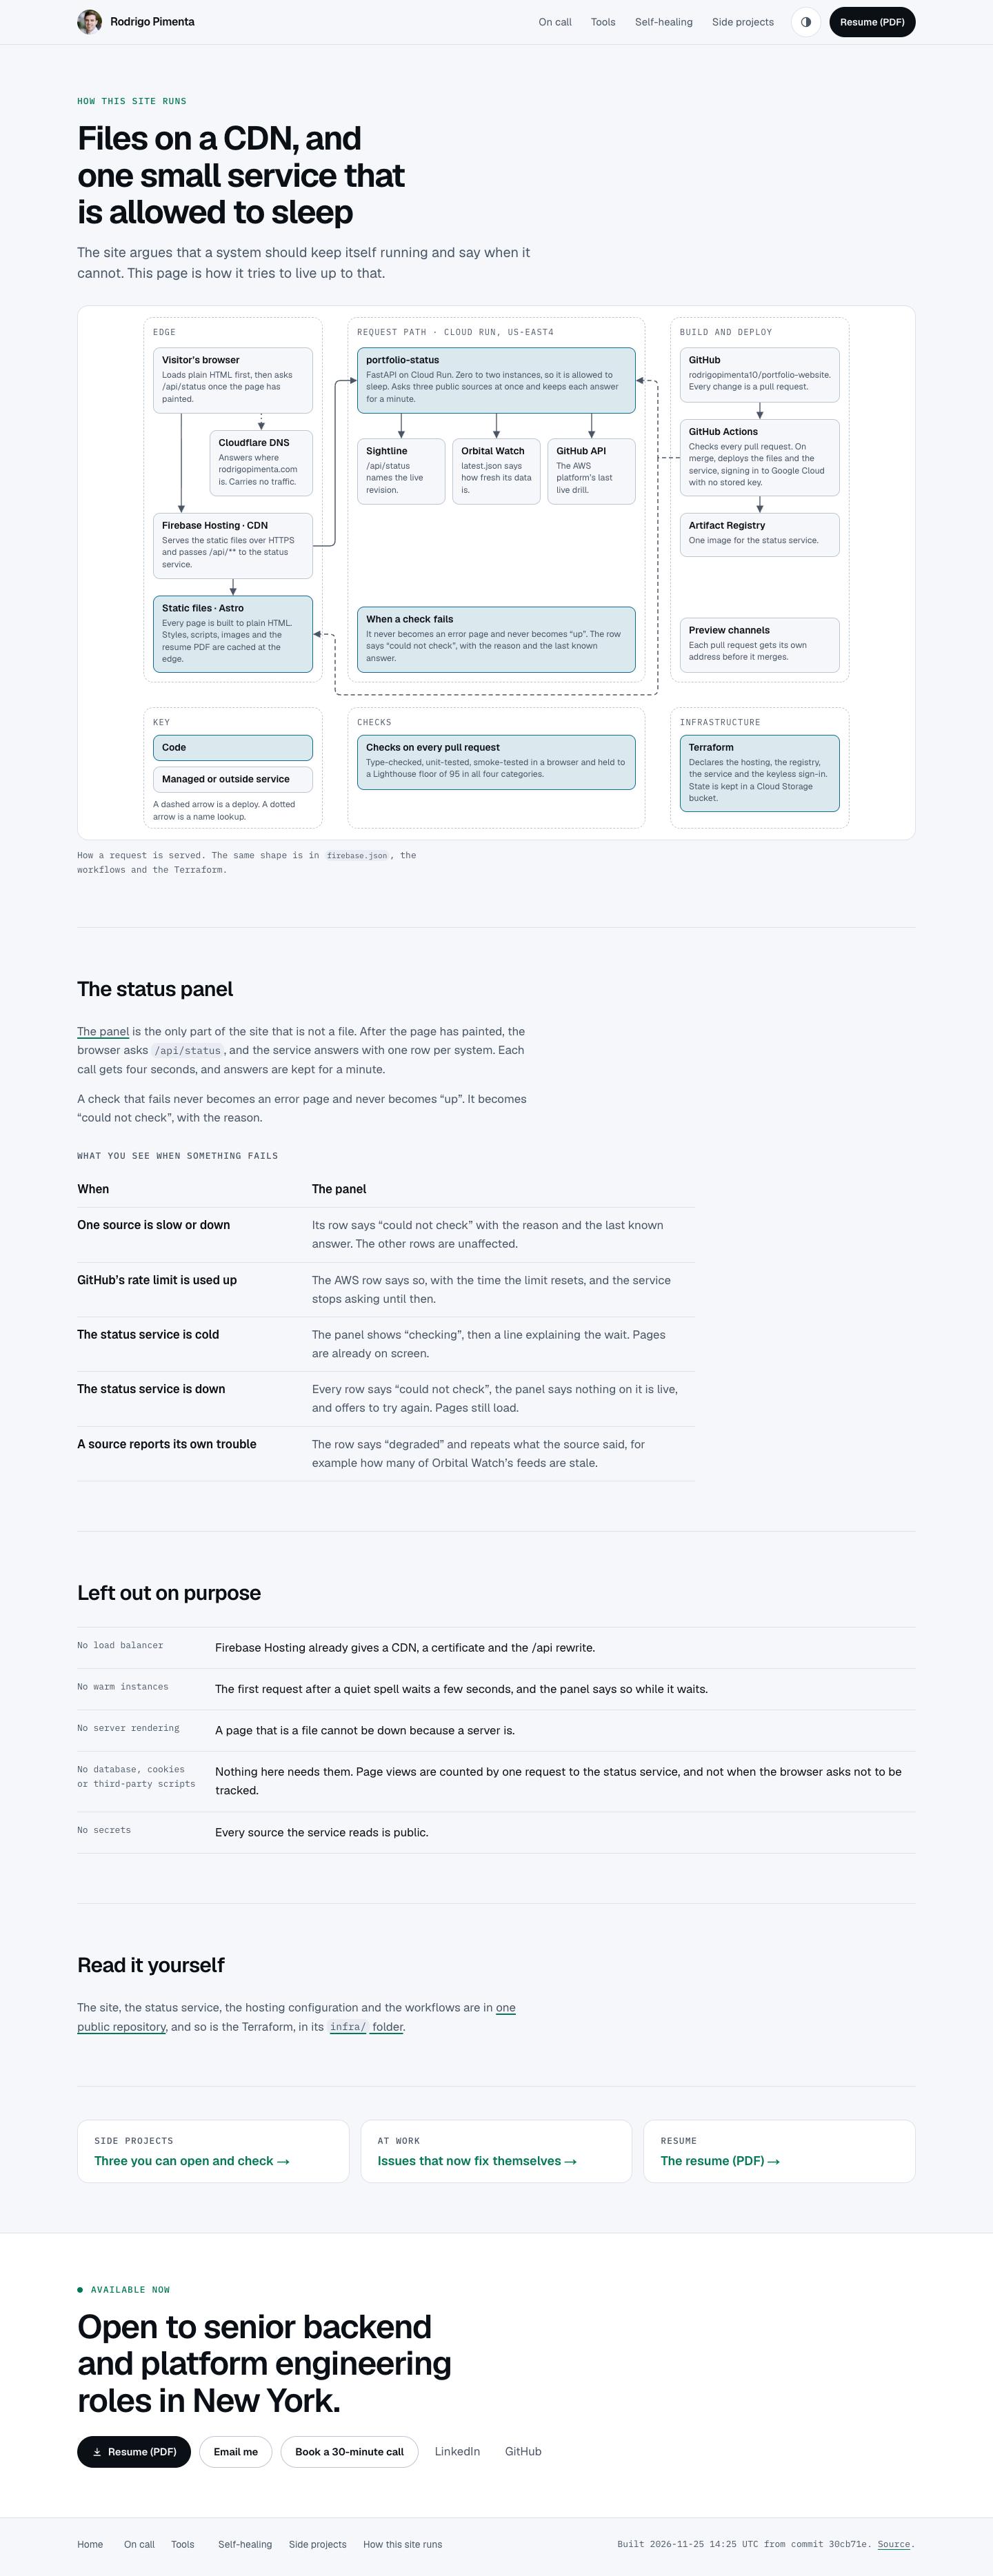 Rodrigo Pimenta
On call
Tools
Self-healing
Side projects
Resume (PDF)
HOW THIS SITE RUNS
Files on a CDN, and
one small service that
is allowed to sleep
The site argues that a system should keep itself running and say when it
cannot. This page is how it tries to live up to that.
EDGE
Visitor's browser
Loads plain HTML first, then asks
/api/status once the page has
painted.
Cloudflare DNS
Answers where
rodrigopimenta.com
is. Carries no traffic.
Firebase Hosting · CDN
Serves the static files over HTTPS
and passes /api/** to the status
service.
Static files · Astro
Every page is built to plain HTML.
Styles, scripts, images and the
resume PDF are cached at the
edge.
REQUEST PATH · CLOUD RUN, US-EAST4
portfolio-status
FastAPI on Cloud Run. Zero to two instances, so it is allowed to
sleep. Asks three public sources at once and keeps each answer
for a minute.
Sightline
/api/status
names the live
revision.
Orbital Watch
latest.json says
how fresh its data
is.
GitHub API
The AWS
platform's last
live drill.
When a check fails
It never becomes an error page and never becomes “up”. The row
says “could not check”, with the reason and the last known
answer.
BUILD AND DEPLOY
GitHub
rodrigopimenta10/portfolio-website.
Every change is a pull request.
GitHub Actions
Checks every pull request. On
merge, deploys the files and the
service, signing in to Google Cloud
with no stored key.
Artifact Registry
One image for the status service.
Preview channels
Each pull request gets its own
address before it merges.
KEY
Code
Managed or outside service
A dashed arrow is a deploy. A dotted
arrow is a name lookup.
CHECKS
Checks on every pull request
Type-checked, unit-tested, smoke-tested in a browser and held to
a Lighthouse floor of 95 in all four categories.
INFRASTRUCTURE
Terraform
Declares the hosting, the registry,
the service and the keyless sign-in.
State is kept in a Cloud Storage
bucket.
How a request is served. The same shape is in firebase.json, the
workflows and the Terraform.
The status panel
The panel is the only part of the site that is not a file. After the page has painted, the
browser asks /api/status, and the service answers with one row per system. Each
call gets four seconds, and answers are kept for a minute.
A check that fails never becomes an error page and never becomes “up”. It becomes
“could not check”, with the reason.
WHAT YOU SEE WHEN SOMETHING FAILS
When
The panel
One source is slow or down
Its row says “could not check” with the reason and the last known
answer. The other rows are unaffected.
GitHub's rate limit is used up
The AWS row says so, with the time the limit resets, and the service
stops asking until then.
The status service is cold
The panel shows “checking”, then a line explaining the wait. Pages
are already on screen.
The status service is down
Every row says “could not check”, the panel says nothing on it is live,
and offers to try again. Pages still load.
A source reports its own trouble
The row says “degraded” and repeats what the source said, for
example how many of Orbital Watch's feeds are stale.
Left out on purpose
No load balancer
Firebase Hosting already gives a CDN, a certificate and the /api rewrite.
No warm instances
The first request after a quiet spell waits a few seconds, and the panel says so while it waits.
No server rendering
A page that is a file cannot be down because a server is.
No database, cookies
or third-party scripts
Nothing here needs them. Page views are counted by one request to the status service, and not when the browser asks not to be
tracked.
No secrets
Every source the service reads is public.
Read it yourself
The site, the status service, the hosting configuration and the workflows are in one
public repository, and so is the Terraform, in its infra/ folder.
SIDE PROJECTS
Three you can open and check →
AT WORK
Issues that now fix themselves →
RESUME
The resume (PDF) →
AVAILABLE NOW
Open to senior backend
and platform engineering
roles in New York.
Resume (PDF)
Email me
Book a 30-minute call
LinkedIn
GitHub
Home
On call
Tools
Self-healing
Side projects
How this site runs
Built 2026-11-25 14:25 UTC from commit 30cb71e. Source.